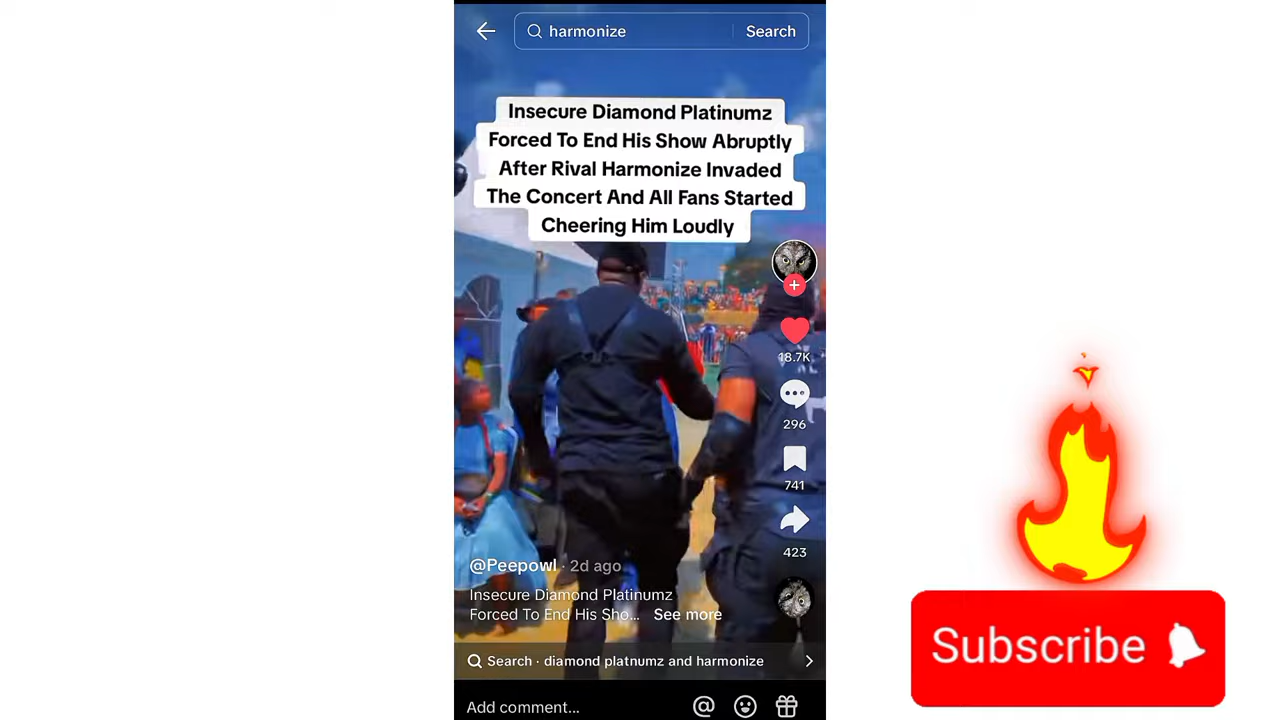 harmonize
Search
Insecure Diamond Platinumz
Forced To End His Show Abruptly
After Rival Harmonize Invaded
The Concert And All Fans Started
Cheering Him Loudly
18.7K
296
741
423
@Peepowl · 2d ago
Insecure Diamond Platinumz
Forced To End His Sho... See more
Search · diamond platnumz and harmonize
Add comment...
Subscribe